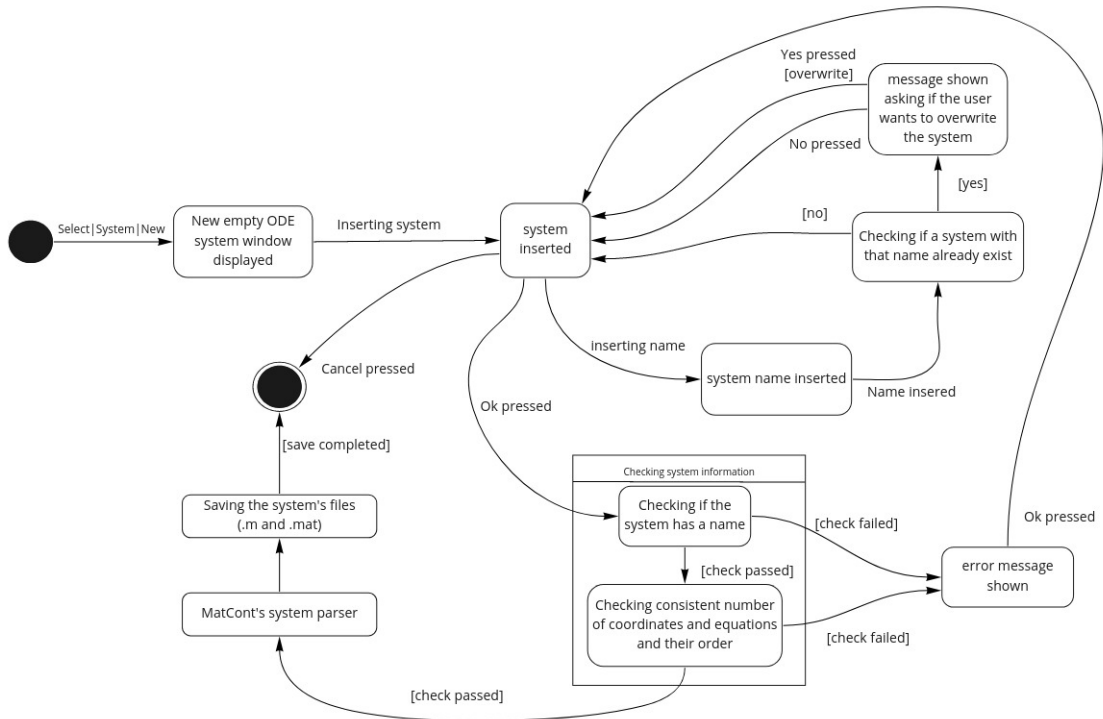 Yes pressed
[overwrite]
message shown
asking if the user
wants to overwrite
the system
No pressed
[yes]
Select|System|New
New empty ODE
system window
displayed
Inserting system
system
inserted
[no]
Checking if a system with
that name already exist
inserting name
system name inserted
Name insered
Cancel pressed
Ok pressed
[save completed]
Checking system information
Saving the system's files
(.m and .mat)
Checking if the
system has a name
[check failed]
Ok pressed
[check passed]
error message
shown
MatCont's system parser
Checking consistent number
of coordinates and equations
and their order
[check failed]
[check passed]